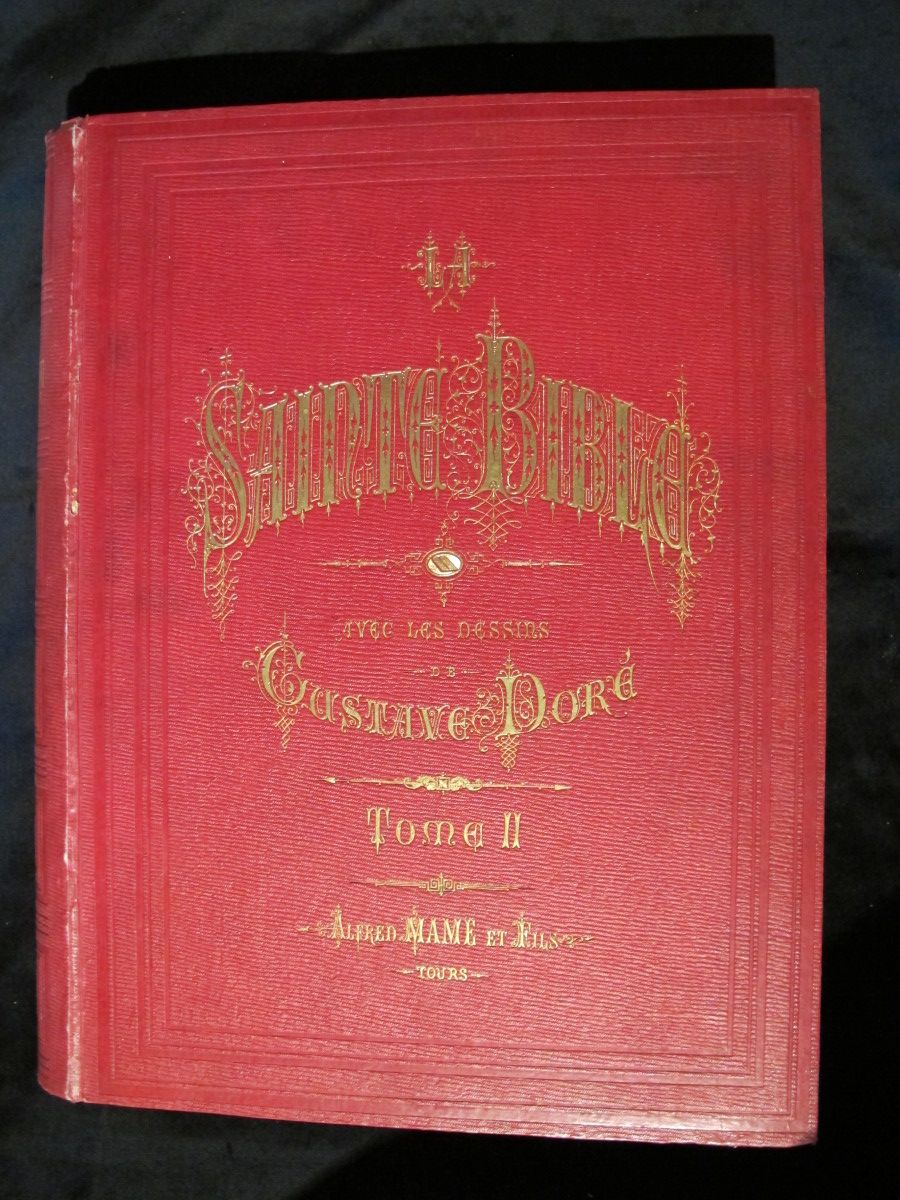 LA
SAINTE BIBLE
AVEC LES DESSINS
DE
GUSTAVE DORÉ
TOME II
ALFRED MAME ET FILS
TOURS